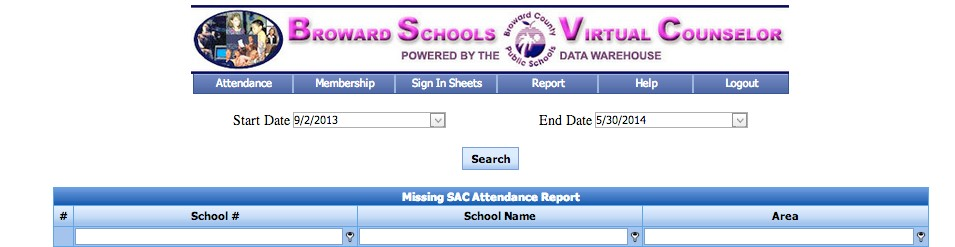 BROWARD SCHOOLS Broward County Public Schools VIRTUAL COUNSELOR
POWERED BY THE DATA WAREHOUSE
Attendance Membership Sign In Sheets Report Help Logout
Start Date 9/2/2013 End Date 5/30/2014
Search
Missing SAC Attendance Report
# School # School Name Area